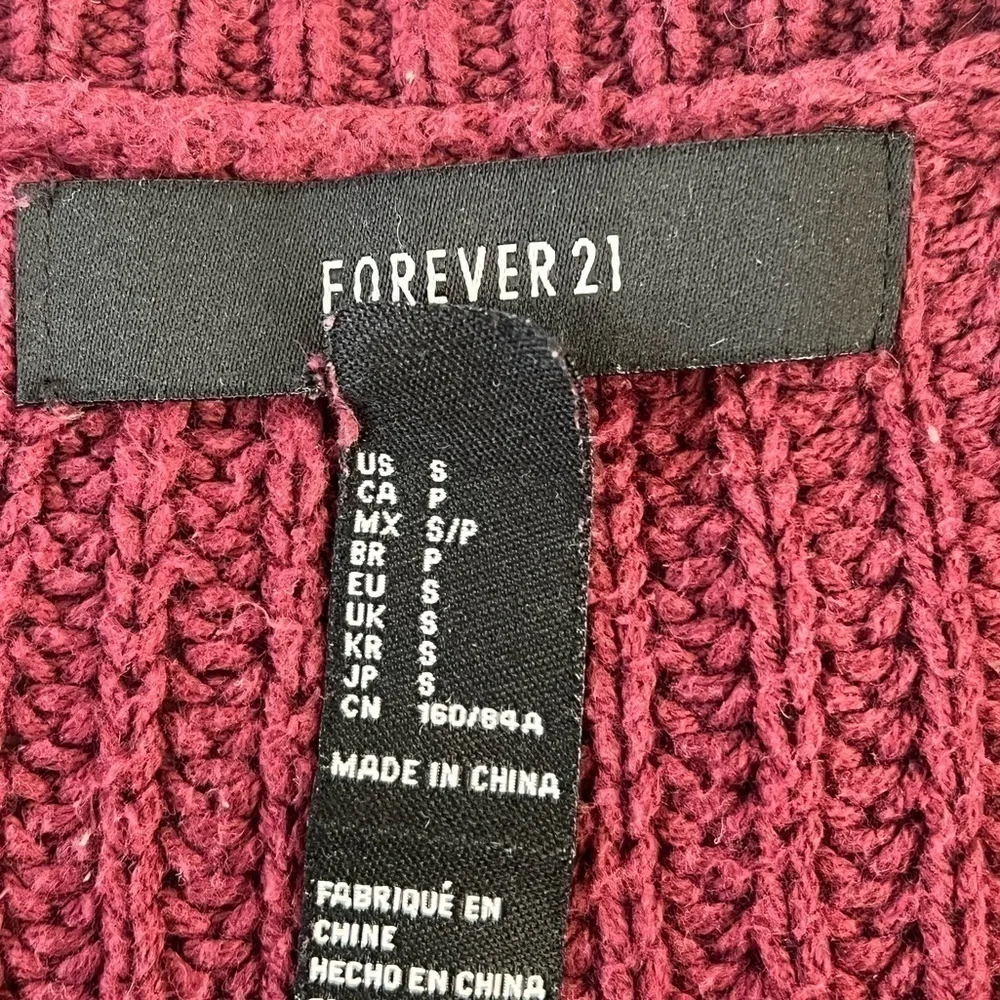 FOREVER 21
US S
CA P
MX S/P
BR P
EU S
UK S
KR S
JP S
CN 160/84A
MADE IN CHINA
FABRIQUÉ EN
CHINE
HECHO EN CHINA